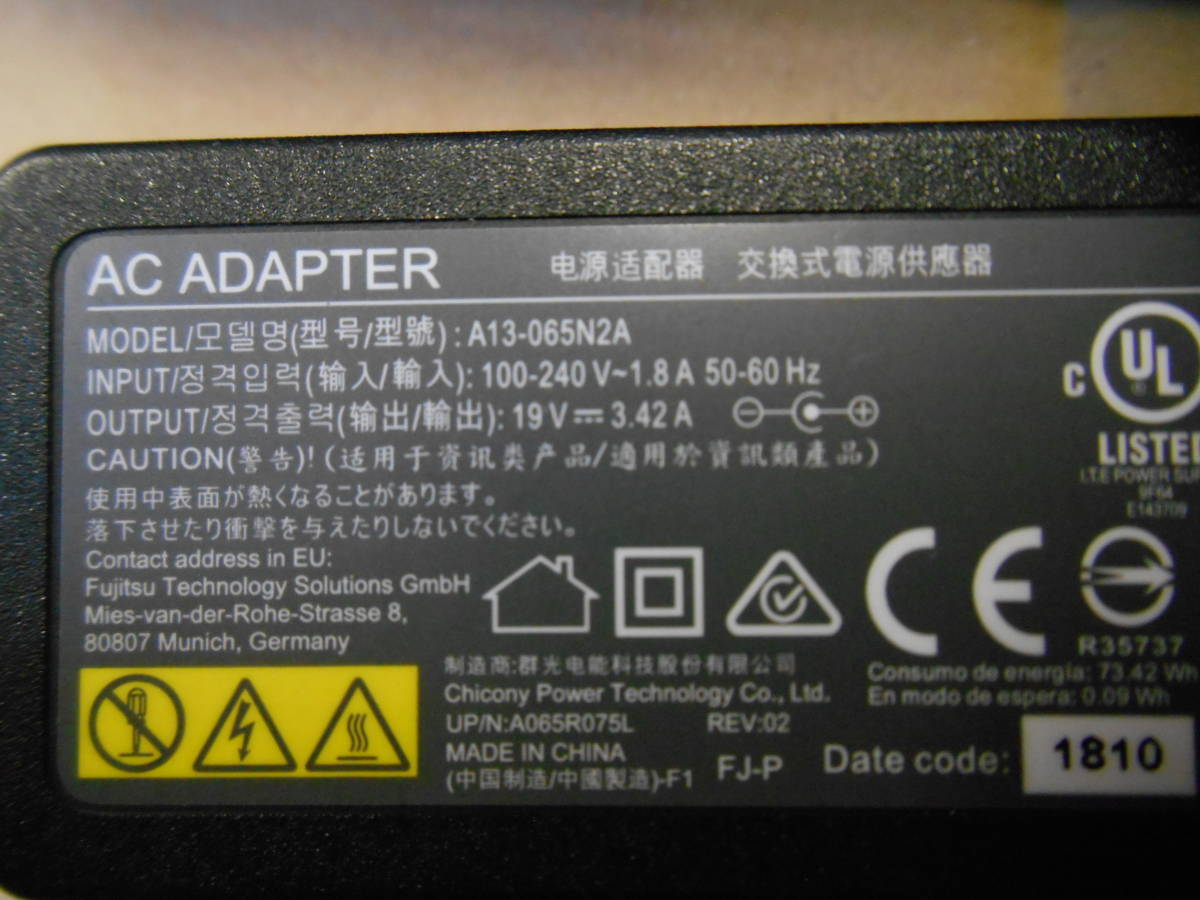 AC ADAPTER 电源适配器 交換式電源供應器
MODEL/모델명(型号/型號) : A13-065N2A
INPUT/정격입력(输入/輸入): 100-240 V~1.8 A 50-60 Hz
OUTPUT/정격출력(输出/輸出): 19 V⎓ 3.42 A
CAUTION(警告)! (适用于资讯类产品/適用於資訊類產品)
使用中表面が熱くなることがあります。
落下させたり衝撃を与えたりしないでください。
Contact address in EU:
Fujitsu Technology Solutions GmbH
Mies-van-der-Rohe-Strasse 8,
80807 Munich, Germany
C UL
LISTED
I.T.E POWER SUP
9F64
E143709
CE
R35737
制造商:群光电能科技股份有限公司
Chicony Power Technology Co., Ltd.
UP/N:A065R075L REV:02
MADE IN CHINA
(中国制造/中國製造)-F1 FJ-P
Consumo de energía: 73.42 Wh
En modo de espera: 0.09 Wh
Date code: 1810